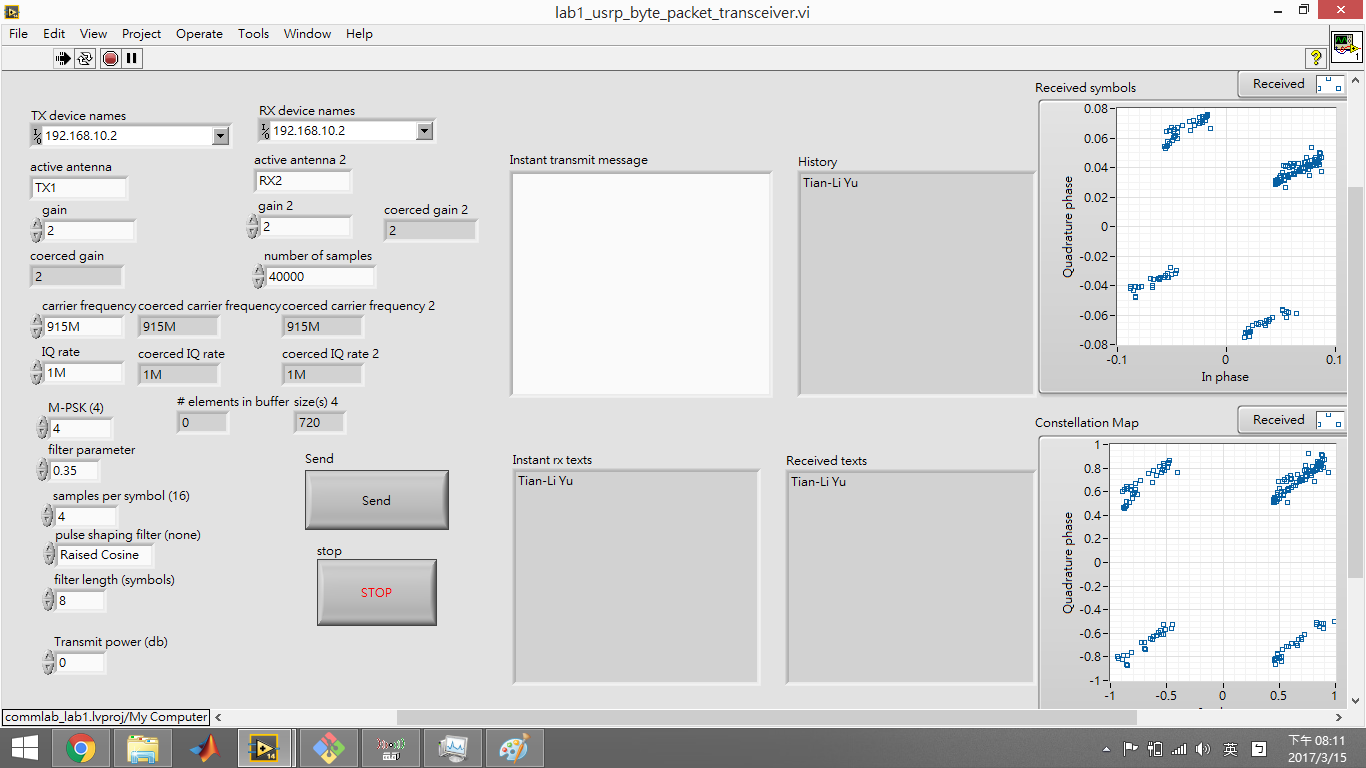 lab1_usrp_byte_packet_transceiver.vi
File Edit View Project Operate Tools Window Help
TX device names
192.168.10.2
RX device names
192.168.10.2
active antenna
TX1
active antenna 2
RX2
gain
2
gain 2
2
coerced gain 2
2
coerced gain
2
number of samples
40000
carrier frequency
915M
coerced carrier frequency
915M
coerced carrier frequency 2
915M
IQ rate
1M
coerced IQ rate
1M
coerced IQ rate 2
1M
M-PSK (4)
4
# elements in buffer
0
size(s) 4
720
filter parameter
0.35
samples per symbol (16)
4
pulse shaping filter (none)
Raised Cosine
filter length (symbols)
8
Transmit power (db)
0
Send
Send
stop
STOP
Instant transmit message
History
Tian-Li Yu
Instant rx texts
Tian-Li Yu
Received texts
Tian-Li Yu
Received symbols
Received
Quadrature phase
0.08
0.06
0.04
0.02
0
-0.02
-0.04
-0.06
-0.08
-0.1 0 0.1
In phase
Constellation Map
Received
Quadrature phase
1
0.8
0.6
0.4
0.2
0
-0.2
-0.4
-0.6
-0.8
-1
-1 -0.5 0 0.5 1
commlab_lab1.lvproj/My Computer
英
下午 08:11
2017/3/15